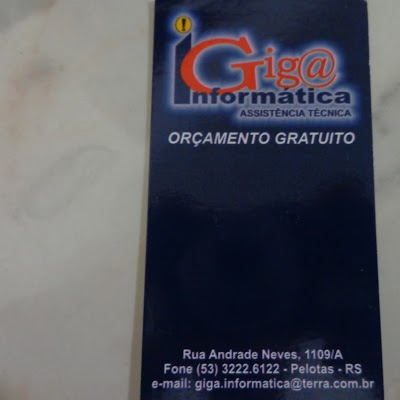 Gig@
informática
ASSISTÊNCIA TÉCNICA
ORÇAMENTO GRATUITO
Rua Andrade Neves, 1109/A
Fone (53) 3222.6122 - Pelotas - RS
e-mail: giga.informatica@terra.com.br